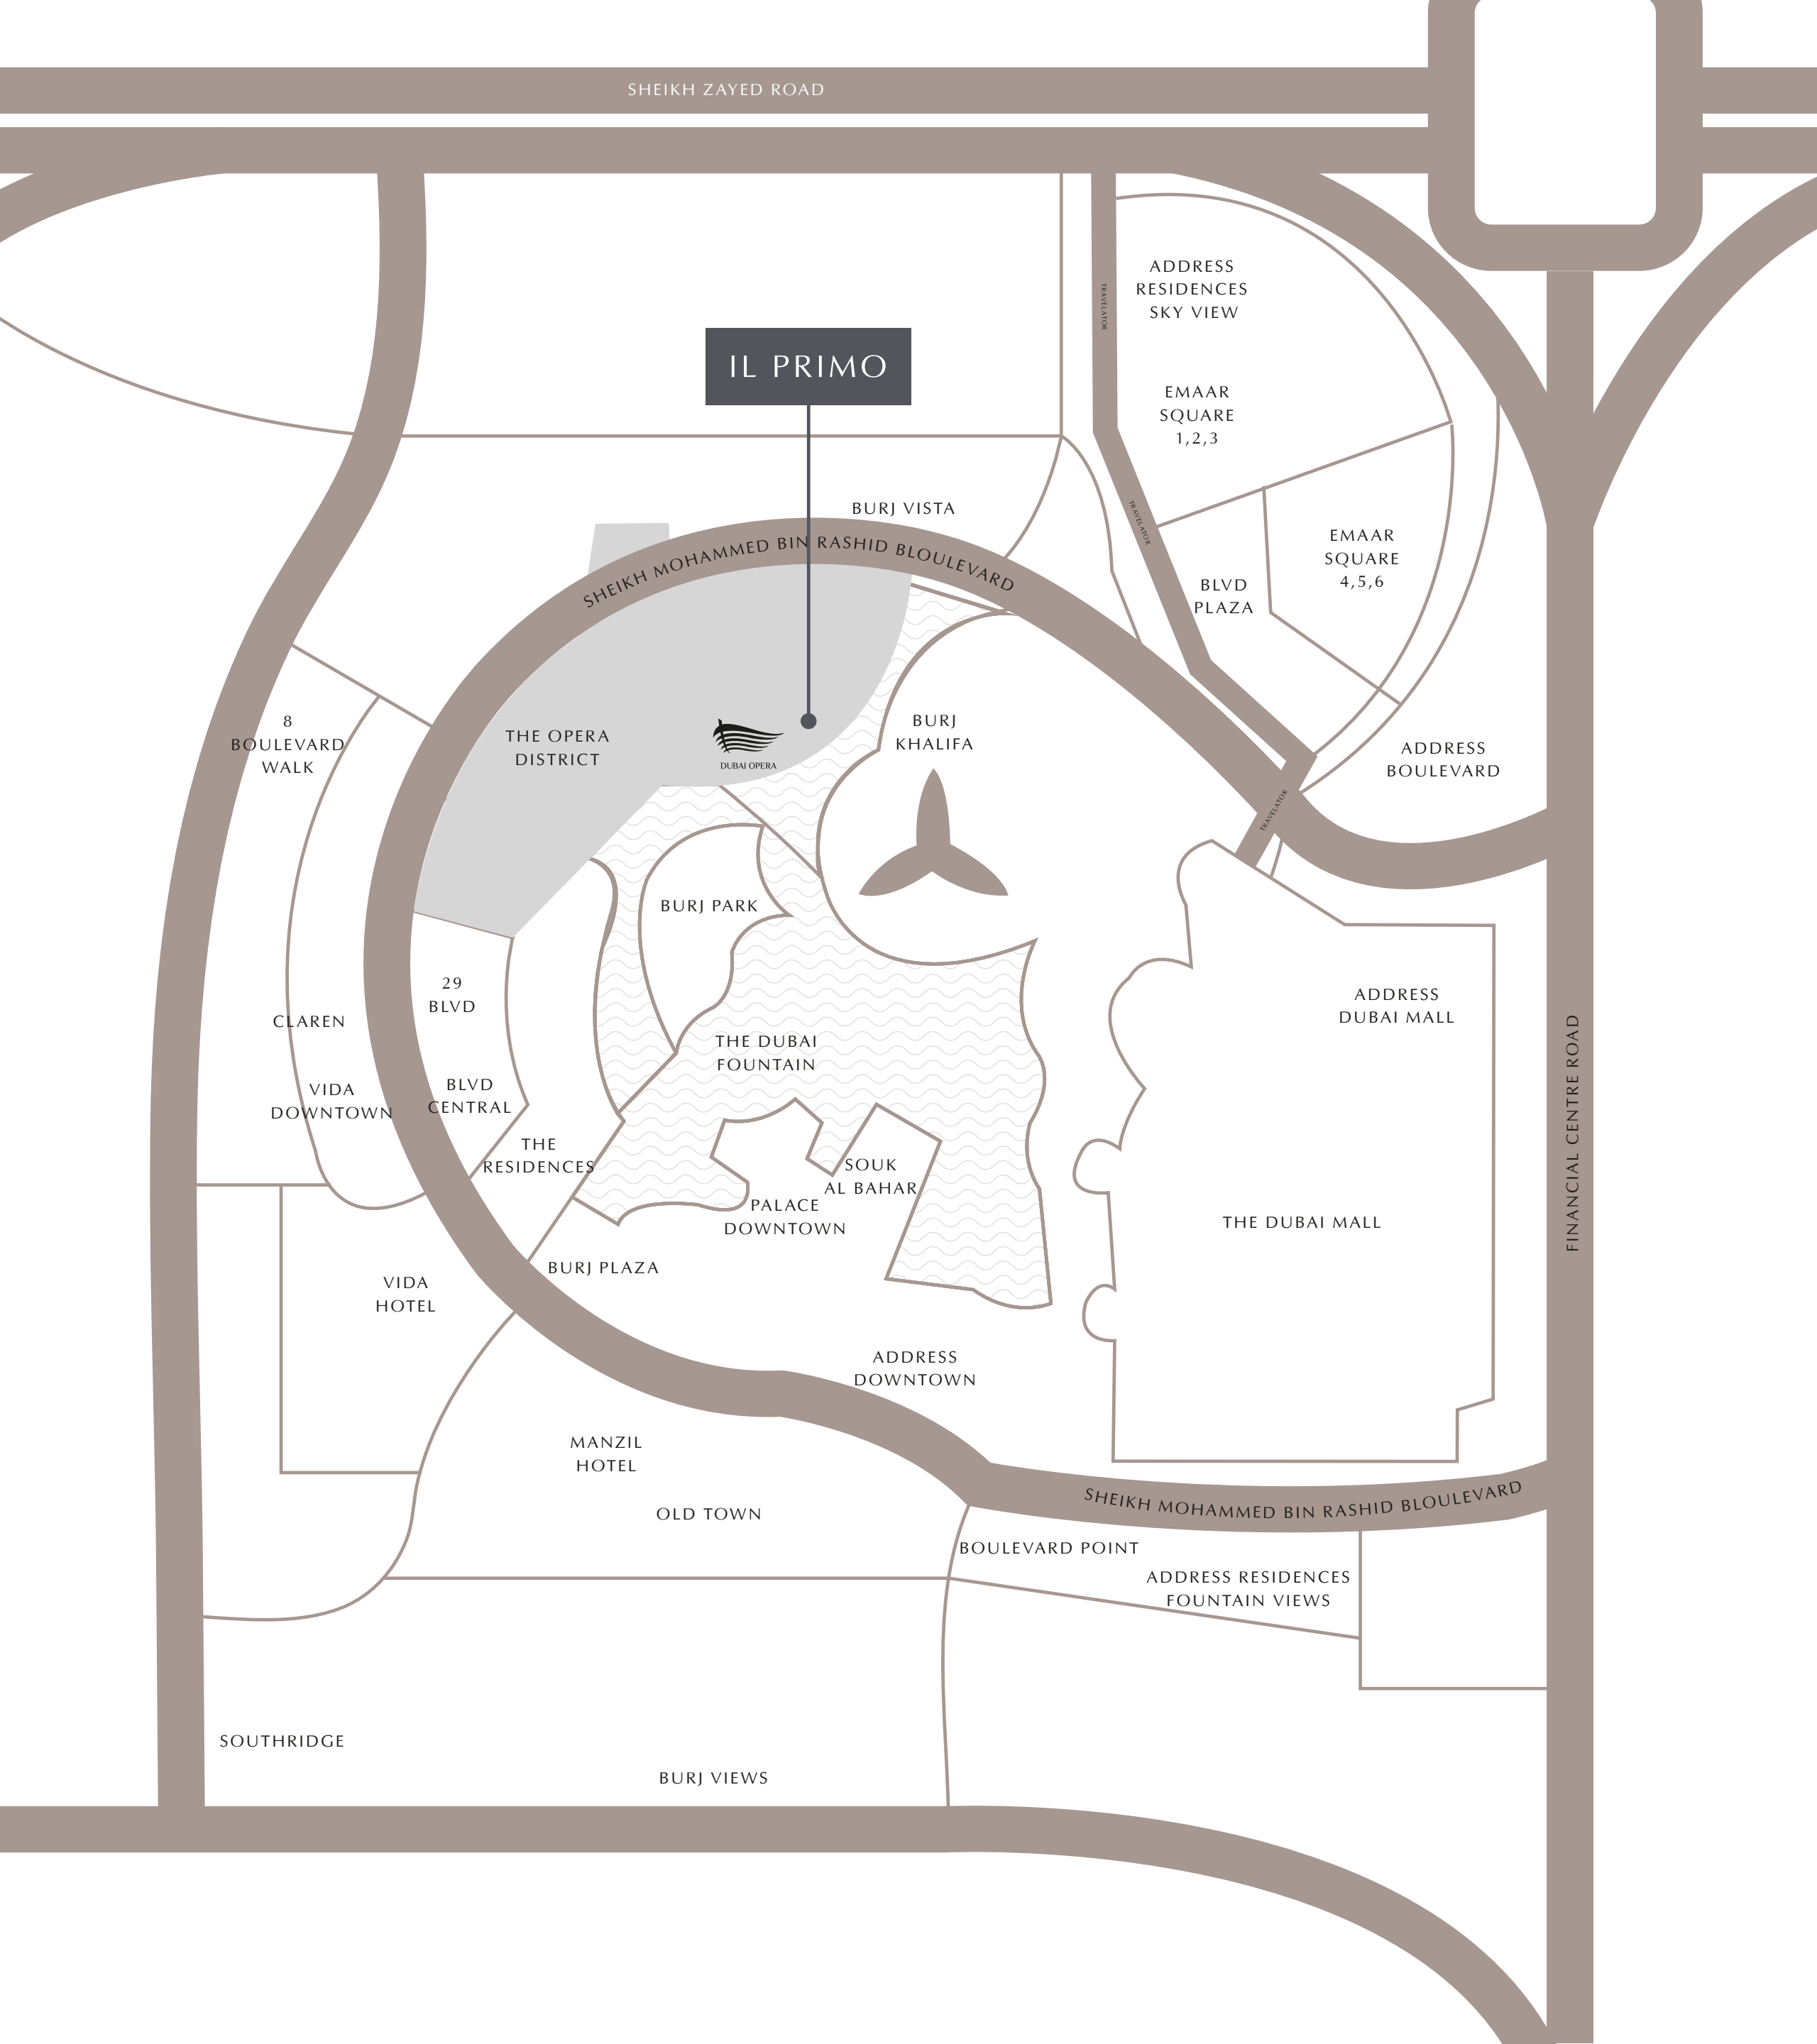 SHEIKH ZAYED ROAD
ADDRESS
RESIDENCES
SKY VIEW
TRAVELATOR
IL PRIMO
EMAAR
SQUARE
1,2,3
BURJ VISTA
TRAVELATOR
SHEIKH MOHAMMED BIN RASHID BLOULEVARD
EMAAR
SQUARE
4,5,6
BLVD
PLAZA
8
BOULEVARD
WALK
THE OPERA
DISTRICT
DUBAI OPERA
BURJ
KHALIFA
ADDRESS
BOULEVARD
TRAVELATOR
BURJ PARK
29
BLVD
CLAREN
ADDRESS
DUBAI MALL
THE DUBAI
FOUNTAIN
VIDA
DOWNTOWN
BLVD
CENTRAL
THE
RESIDENCES
SOUK
AL BAHAR
PALACE
DOWNTOWN
THE DUBAI MALL
FINANCIAL CENTRE ROAD
BURJ PLAZA
VIDA
HOTEL
ADDRESS
DOWNTOWN
MANZIL
HOTEL
OLD TOWN
SHEIKH MOHAMMED BIN RASHID BLOULEVARD
BOULEVARD POINT
ADDRESS RESIDENCES
FOUNTAIN VIEWS
SOUTHRIDGE
BURJ VIEWS